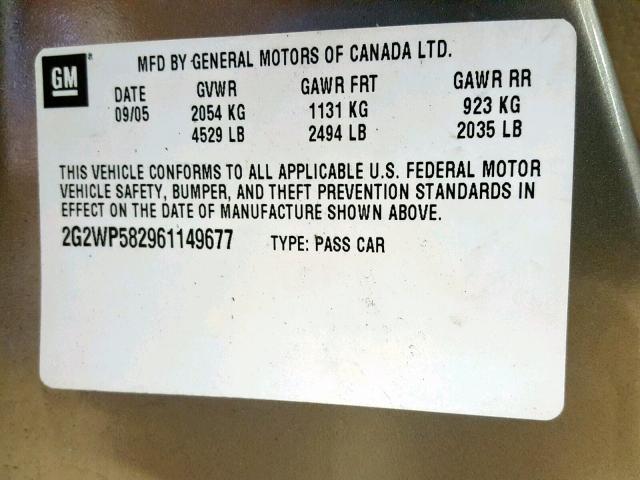 GM
MFD BY GENERAL MOTORS OF CANADA LTD.
DATE GVWR GAWR FRT GAWR RR
09/05 2054 KG 1131 KG 923 KG
4529 LB 2494 LB 2035 LB
THIS VEHICLE CONFORMS TO ALL APPLICABLE U.S. FEDERAL MOTOR
VEHICLE SAFETY, BUMPER, AND THEFT PREVENTION STANDARDS IN
EFFECT ON THE DATE OF MANUFACTURE SHOWN ABOVE.
2G2WP582961149677 TYPE: PASS CAR